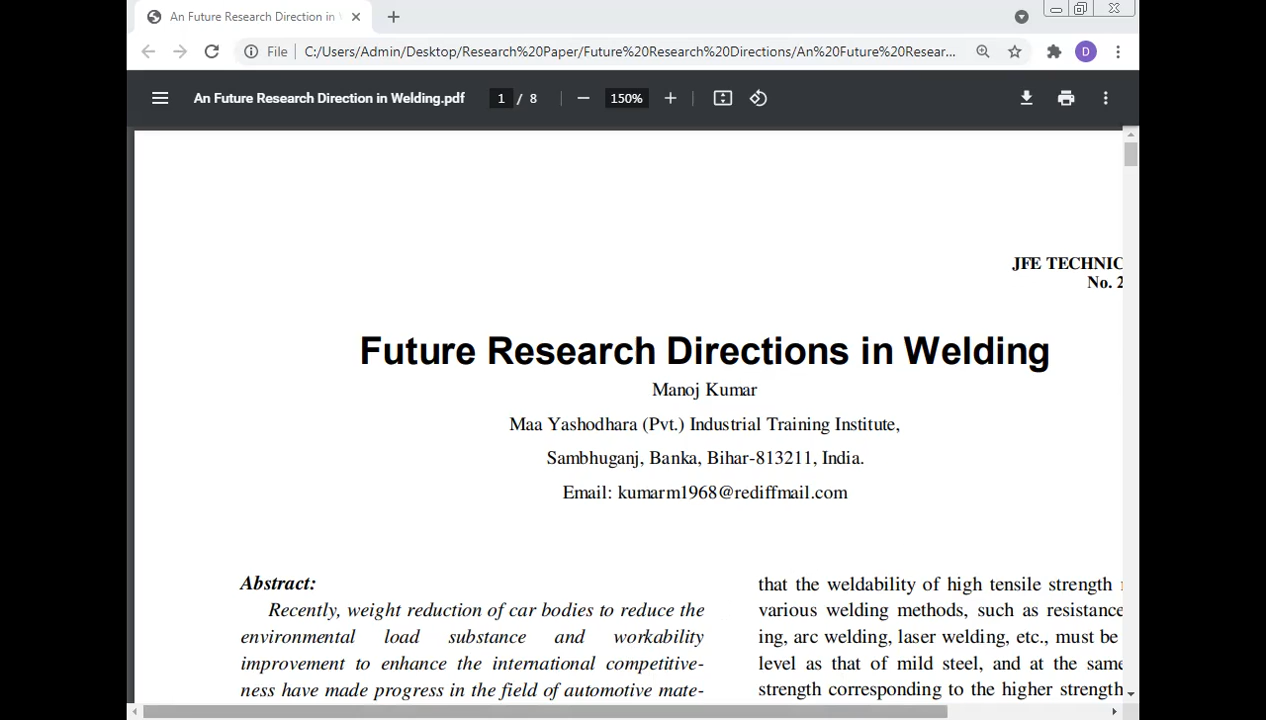 An Future Research Direction in
File
C:/Users/Admin/Desktop/Research%20Paper/Future%20Research%20Directions/An%20Future%20Resear...
D
An Future Research Direction in Welding.pdf
1 / 8
150%
JFE TECHNIC
No. 2
Future Research Directions in Welding
Manoj Kumar
Maa Yashodhara (Pvt.) Industrial Training Institute,
Sambhuganj, Banka, Bihar-813211, India.
Email: kumarm1968@rediffmail.com
Abstract:
Recently, weight reduction of car bodies to reduce the
environmental load substance and workability
improvement to enhance the international competitive-
ness have made progress in the field of automotive mate-
that the weldability of high tensile strength
various welding methods, such as resistance
ing, arc welding, laser welding, etc., must be
level as that of mild steel, and at the same
strength corresponding to the higher strength